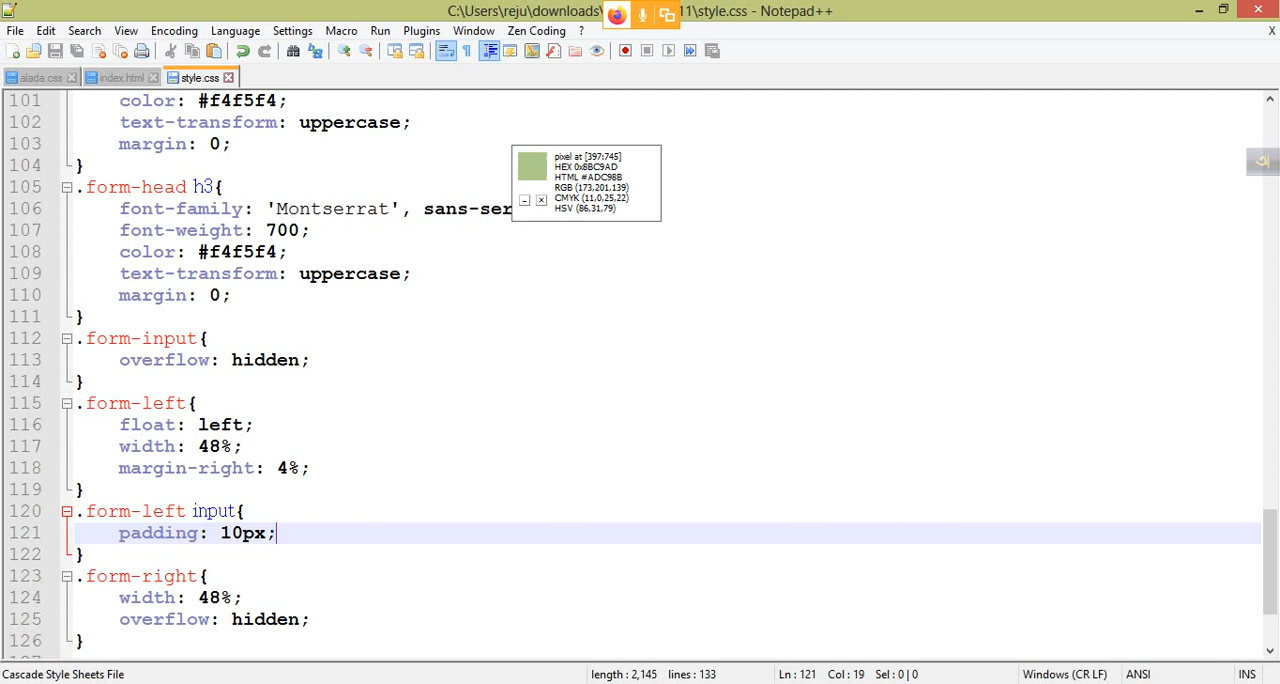 C:\Users\reju\downloads\ 11\style.css - Notepad++
File Edit Search View Encoding Language Settings Macro Run Plugins Window Zen Coding ? X
alada.css index.html style.css
101 color: #f4f5f4;
102 text-transform: uppercase;
103 margin: 0;
104 }
105 .form-head h3{
106 font-family: 'Montserrat', sans-ser
107 font-weight: 700;
108 color: #f4f5f4;
109 text-transform: uppercase;
110 margin: 0;
111 }
112 .form-input{
113 overflow: hidden;
114 }
115 .form-left{
116 float: left;
117 width: 48%;
118 margin-right: 4%;
119 }
120 .form-left input{
121 padding: 10px;
122 }
123 .form-right{
124 width: 48%;
125 overflow: hidden;
126 }
pixel at [397:745]
HEX 0x8BC9AD
HTML #ADC98B
RGB (173,201,139)
CMYK (11,0,25,22)
HSV (86,31,79)
Cascade Style Sheets File length : 2,145 lines : 133 Ln : 121 Col : 19 Sel : 0 | 0 Windows (CR LF) ANSI INS